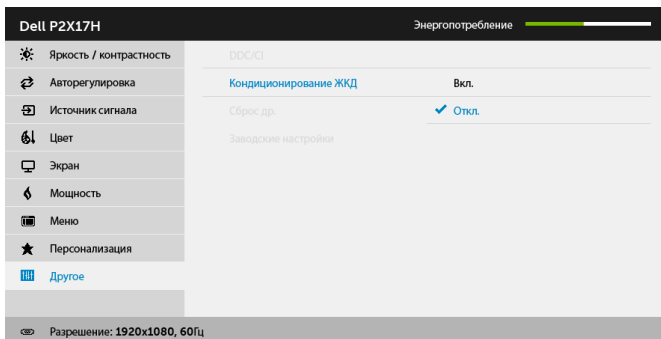 Dell P2X17H Энергопотребление
Яркость / контрастность DDC/CI
Авторегулировка Кондиционирование ЖКД Вкл.
Источник сигнала Сброс др. Откл.
Цвет Заводские настройки
Экран
Мощность
Меню
Персонализация
Другое
Разрешение: 1920x1080, 60Гц